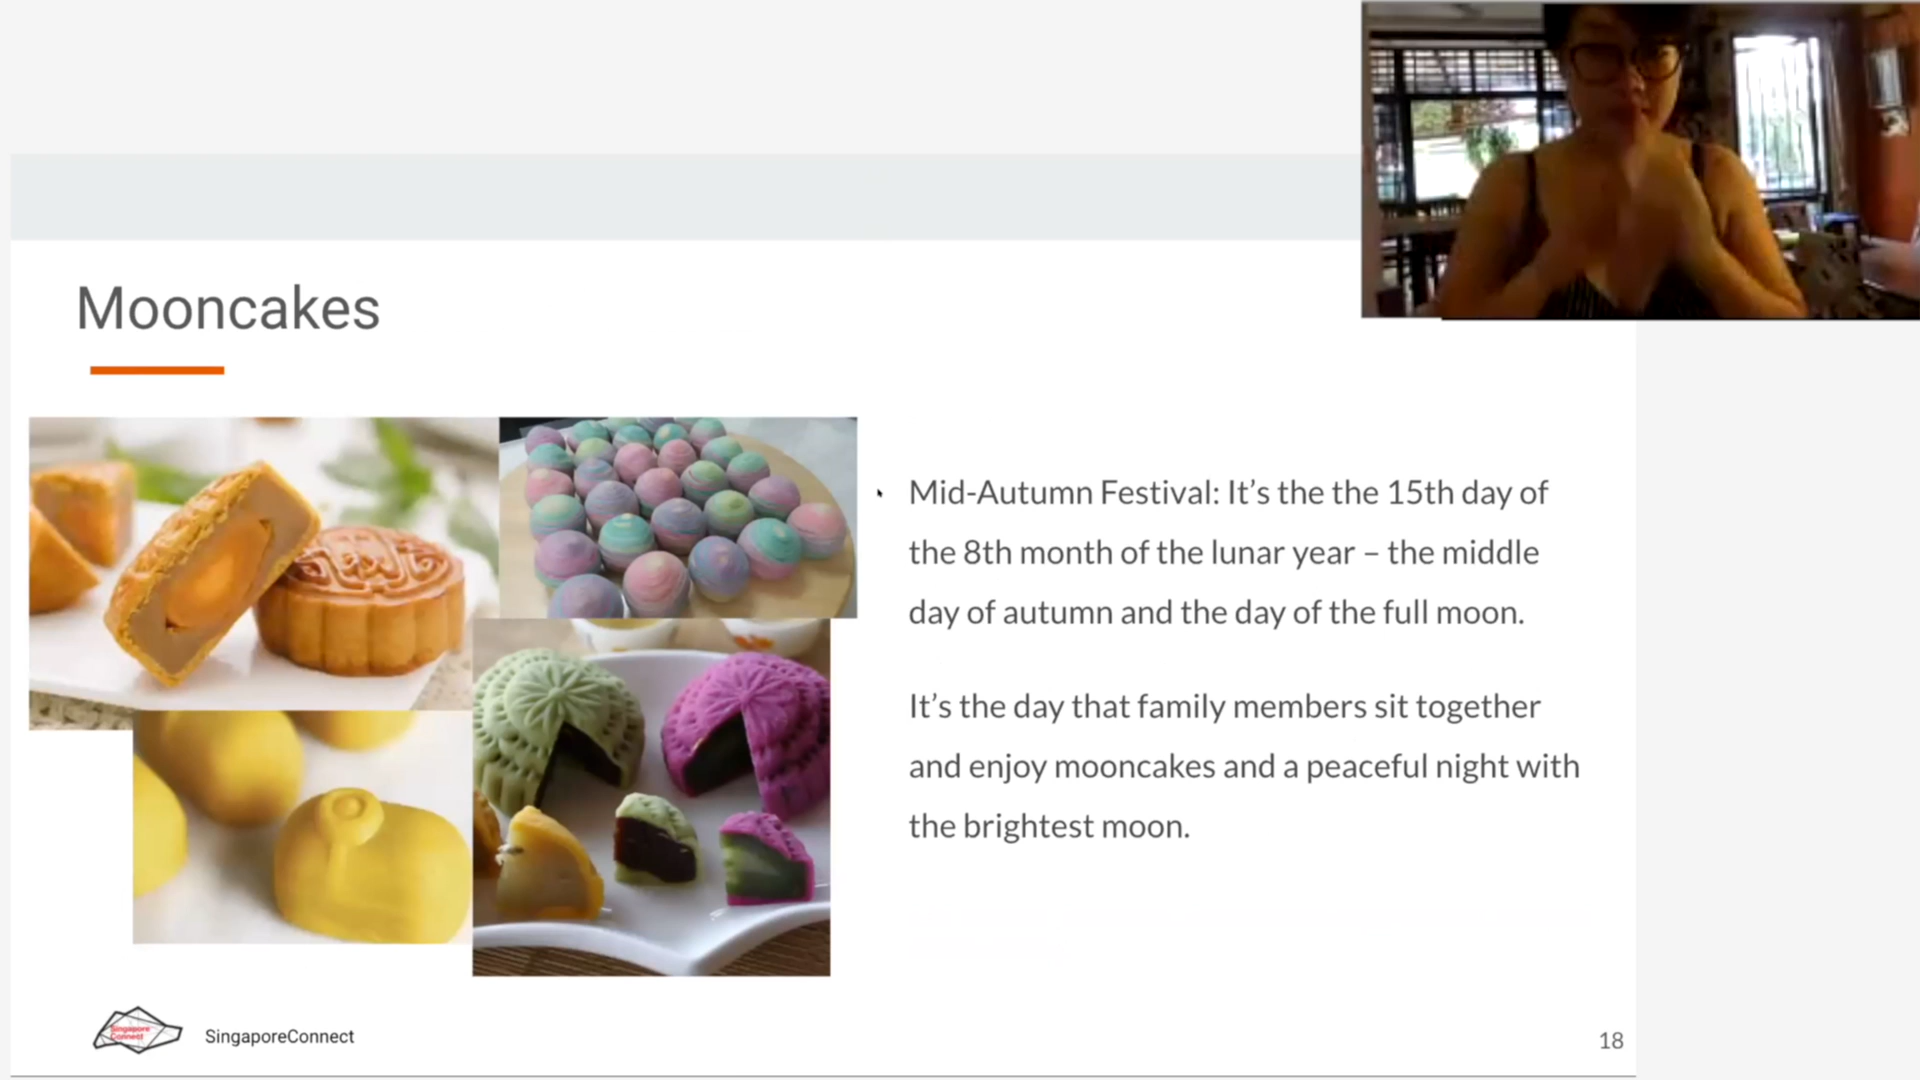 Mooncakes
Mid-Autumn Festival: It’s the the 15th day of
the 8th month of the lunar year – the middle
day of autumn and the day of the full moon.
It’s the day that family members sit together
and enjoy mooncakes and a peaceful night with
the brightest moon.
Singapore
Connect
SingaporeConnect
18